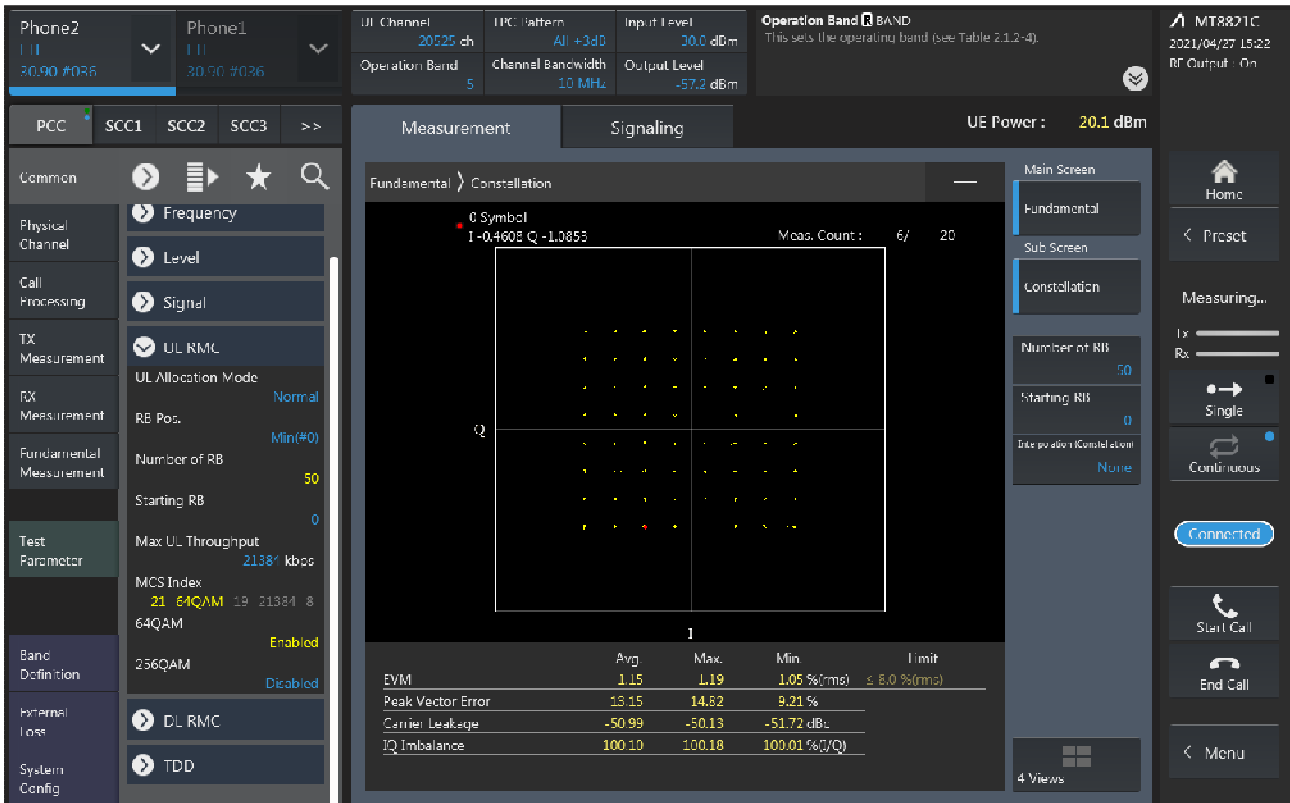 Phone2
LTE
30.90 #036
Phone1
LTE
30.90 #036
UL Channel
20525 ch
Operation Band
5
TPC Pattern
All +3dB
Channel Bandwidth
10 MHz
Input Level
30.0 dBm
Output Level
-57.2 dBm
Operation Band R BAND
This sets the operating band (see Table 2.1.2-4).
MT8821C
2021/04/27 15:22
RF Output : On
PCC SCC1 SCC2 SCC3 >>
Measurement
Signaling
UE Power : 20.1 dBm
Common
Physical
Channel
Call
Processing
TX
Measurement
RX
Measurement
Fundamental
Measurement
Test
Parameter
Band
Definition
External
Loss
System
Config
Frequency
Level
Signal
UL RMC
UL Allocation Mode
Normal
RB Pos.
Min(#0)
Number of RB
50
Starting RB
0
Max UL Throughput
21384 kbps
MCS Index
21 64QAM 19 21384 8
64QAM
Enabled
256QAM
Disabled
DL RMC
TDD
Fundamental > Constellation
0 Symbol
I -0.4608 Q -1.0853
Meas. Count : 6/ 20
Q
I
Avg. Max. Min. Limit
EVM 1.15 1.19 1.05 %(rms) ≤ 8.0 %(rms)
Peak Vector Error 13.15 14.82 9.21 %
Carrier Leakage -50.99 -50.13 -51.72 dBc
IQ Imbalance 100.10 100.18 100.01 %(I/Q)
Main Screen
Fundamental
Sub Screen
Constellation
Number of RB
50
Starting RB
0
Interpolation (Constellation)
None
4 Views
Home
< Preset
Measuring...
Tx
Rx
Single
Continuous
Connected
Start Call
End Call
< Menu